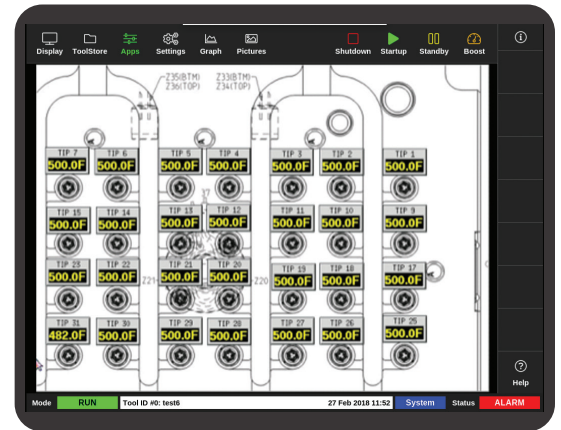 Display ToolStore Apps Settings Graph Pictures Shutdown Startup Standby Boost
Z35(BTM) Z33(BTM)
Z36(TOP) Z34(TOP)
TIP 7 TIP 6 TIP 5 TIP 4 TIP 3 TIP 2 TIP 1
500.0F 500.0F 500.0F 500.0F 500.0F 500.0F 500.0F
TIP 15 TIP 14 TIP 13 TIP 12 TIP 11 TIP 10 TIP 9
500.0F 500.0F 500.0F 500.0F 500.0F 500.0F 500.0F
TIP 23 TIP 22 TIP 21 TIP 20 TIP 19 TIP 18 TIP 17
500.0F 500.0F 500.0F 500.0F 500.0F 500.0F 500.0F
Z21 Z20
TIP 31 TIP 30 TIP 29 TIP 28 TIP 27 TIP 26 TIP 25
482.0F 500.0F 500.0F 500.0F 500.0F 500.0F 500.0F
Help
Mode RUN Tool ID #0: test6 27 Feb 2018 11:52 System Status ALARM